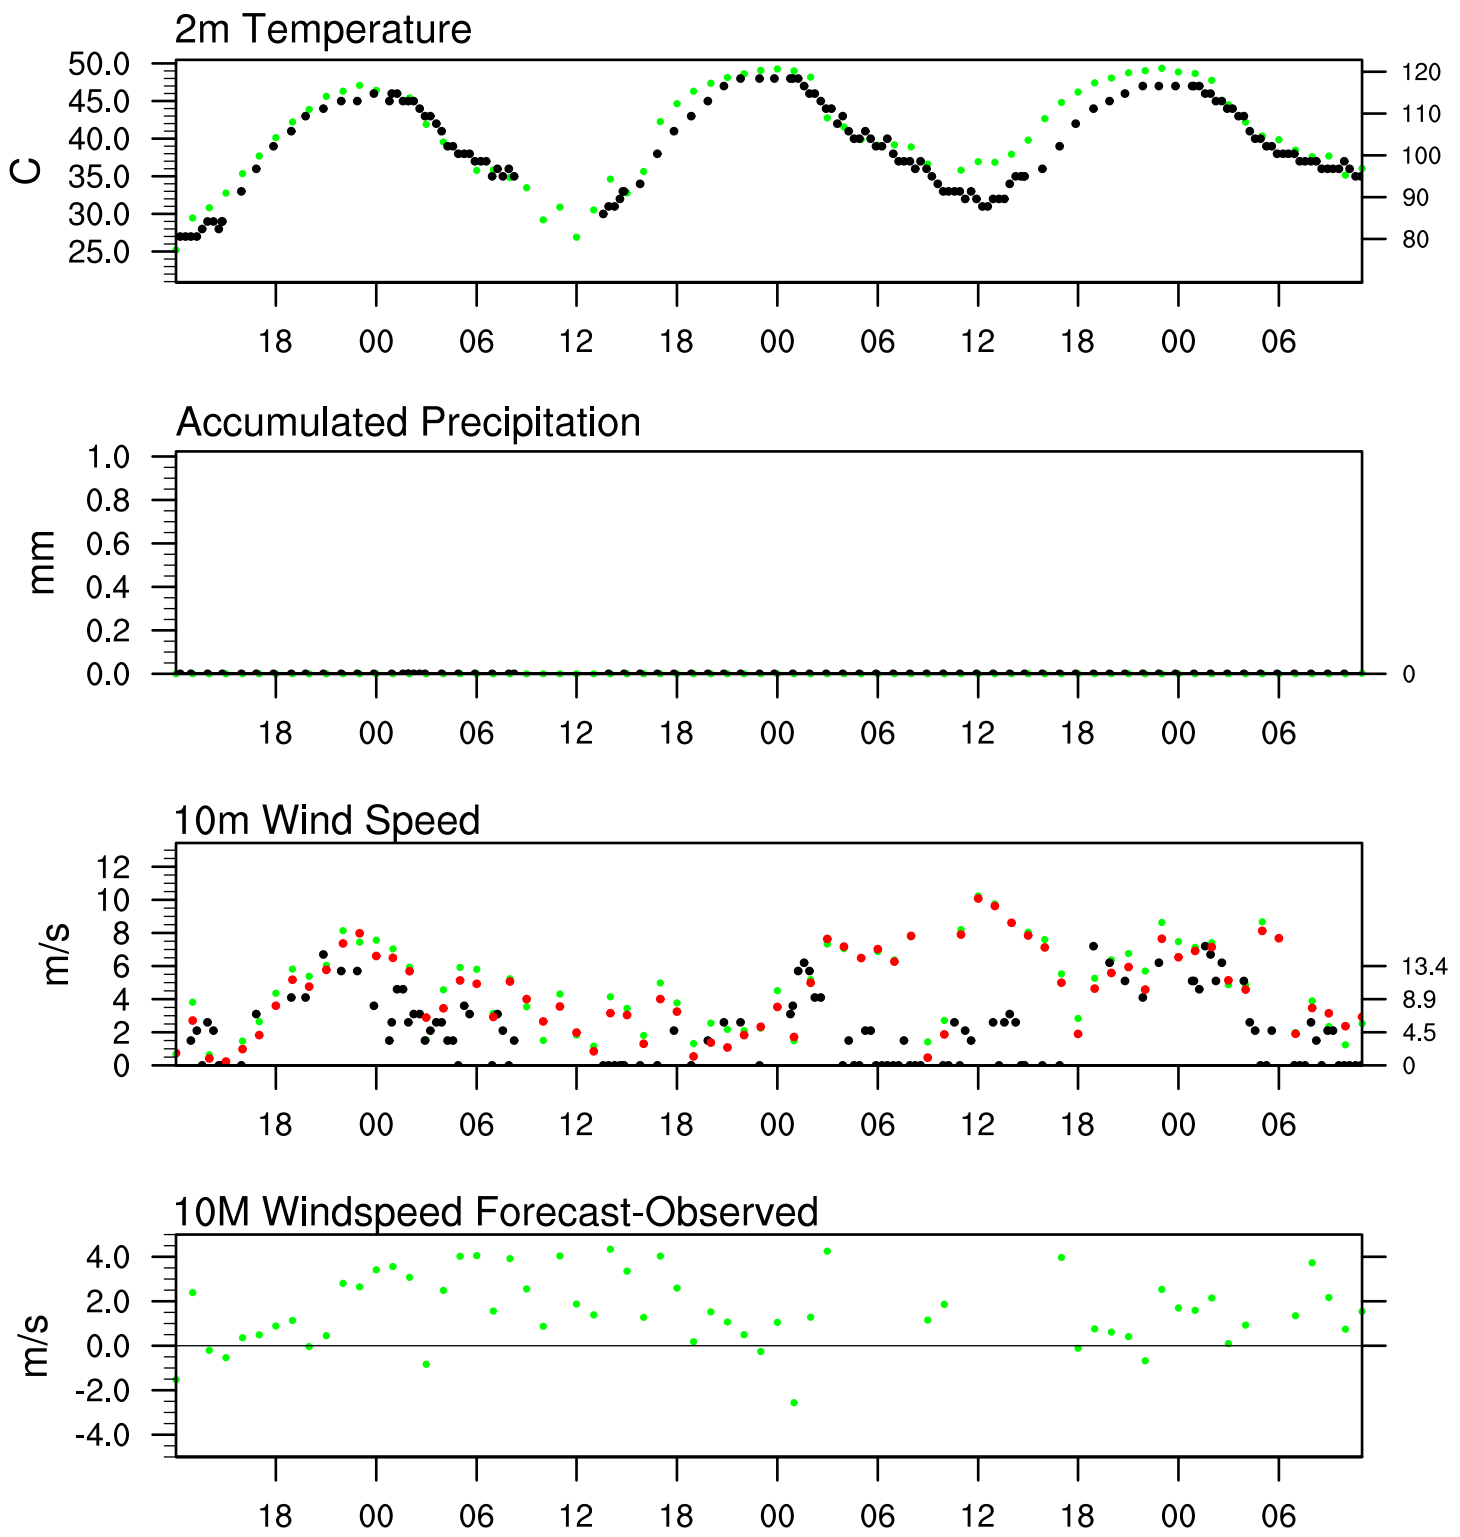 2m Temperature
50.0
45.0
40.0
35.0
30.0
25.0
C
120
110
100
90
80
18 00 06 12 18 00 06 12 18 00 06
Accumulated Precipitation
1.0
0.8
0.6
0.4
0.2
0.0
mm
0
18 00 06 12 18 00 06 12 18 00 06
10m Wind Speed
12
10
8
6
4
2
0
m/s
13.4
8.9
4.5
0
18 00 06 12 18 00 06 12 18 00 06
10M Windspeed Forecast-Observed
4.0
2.0
0.0
-2.0
-4.0
m/s
18 00 06 12 18 00 06 12 18 00 06